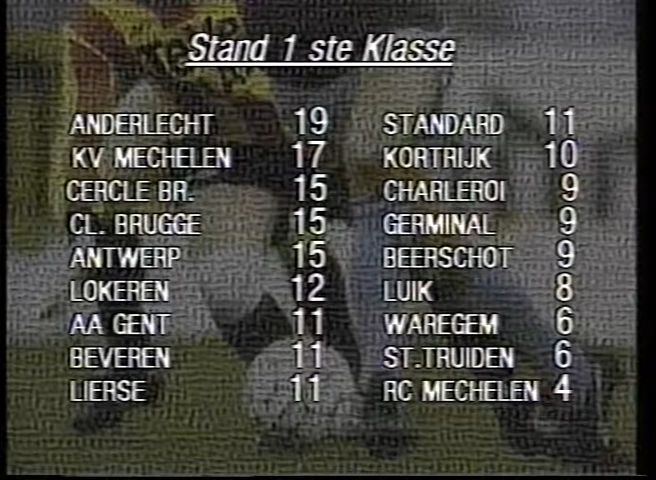 Stand 1 ste Klasse
ANDERLECHT 19
KV MECHELEN 17
CERCLE BR. 15
CL. BRUGGE 15
ANTWERP 15
LOKEREN 12
AA GENT 11
BEVEREN 11
LIERSE 11
STANDARD 11
KORTRIJK 10
CHARLEROI 9
GERMINAL 9
BEERSCHOT 9
LUIK 8
WAREGEM 6
ST.TRUIDEN 6
RC MECHELEN 4